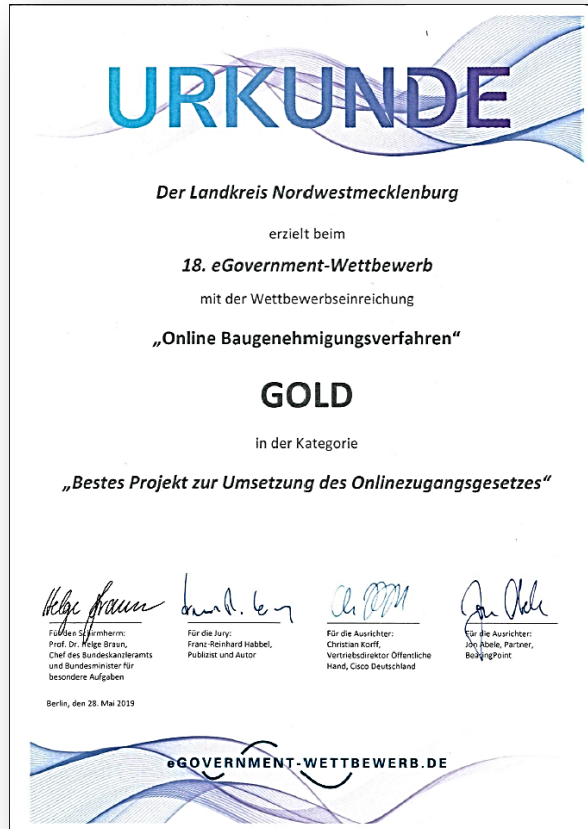 URKUNDE
Der Landkreis Nordwestmecklenburg
erzielt beim
18. eGovernment-Wettbewerb
mit der Wettbewerbseinreichung
„Online Baugenehmigungsverfahren“
GOLD
in der Kategorie
„Bestes Projekt zur Umsetzung des Onlinezugangsgesetzes“
Helge Braun
Für den Schirmherrn:
Prof. Dr. Helge Braun,
Chef des Bundeskanzleramts
und Bundesminister für
besondere Aufgaben
Für die Jury:
Franz-Reinhard Habbel,
Publizist und Autor
Für die Ausrichter:
Christian Korff,
Vertriebsdirektor Öffentliche
Hand, Cisco Deutschland
Jon Abele
Für die Ausrichter:
Jon Abele, Partner,
BearingPoint
Berlin, den 28. Mai 2019
eGOVERNMENT-WETTBEWERB.DE